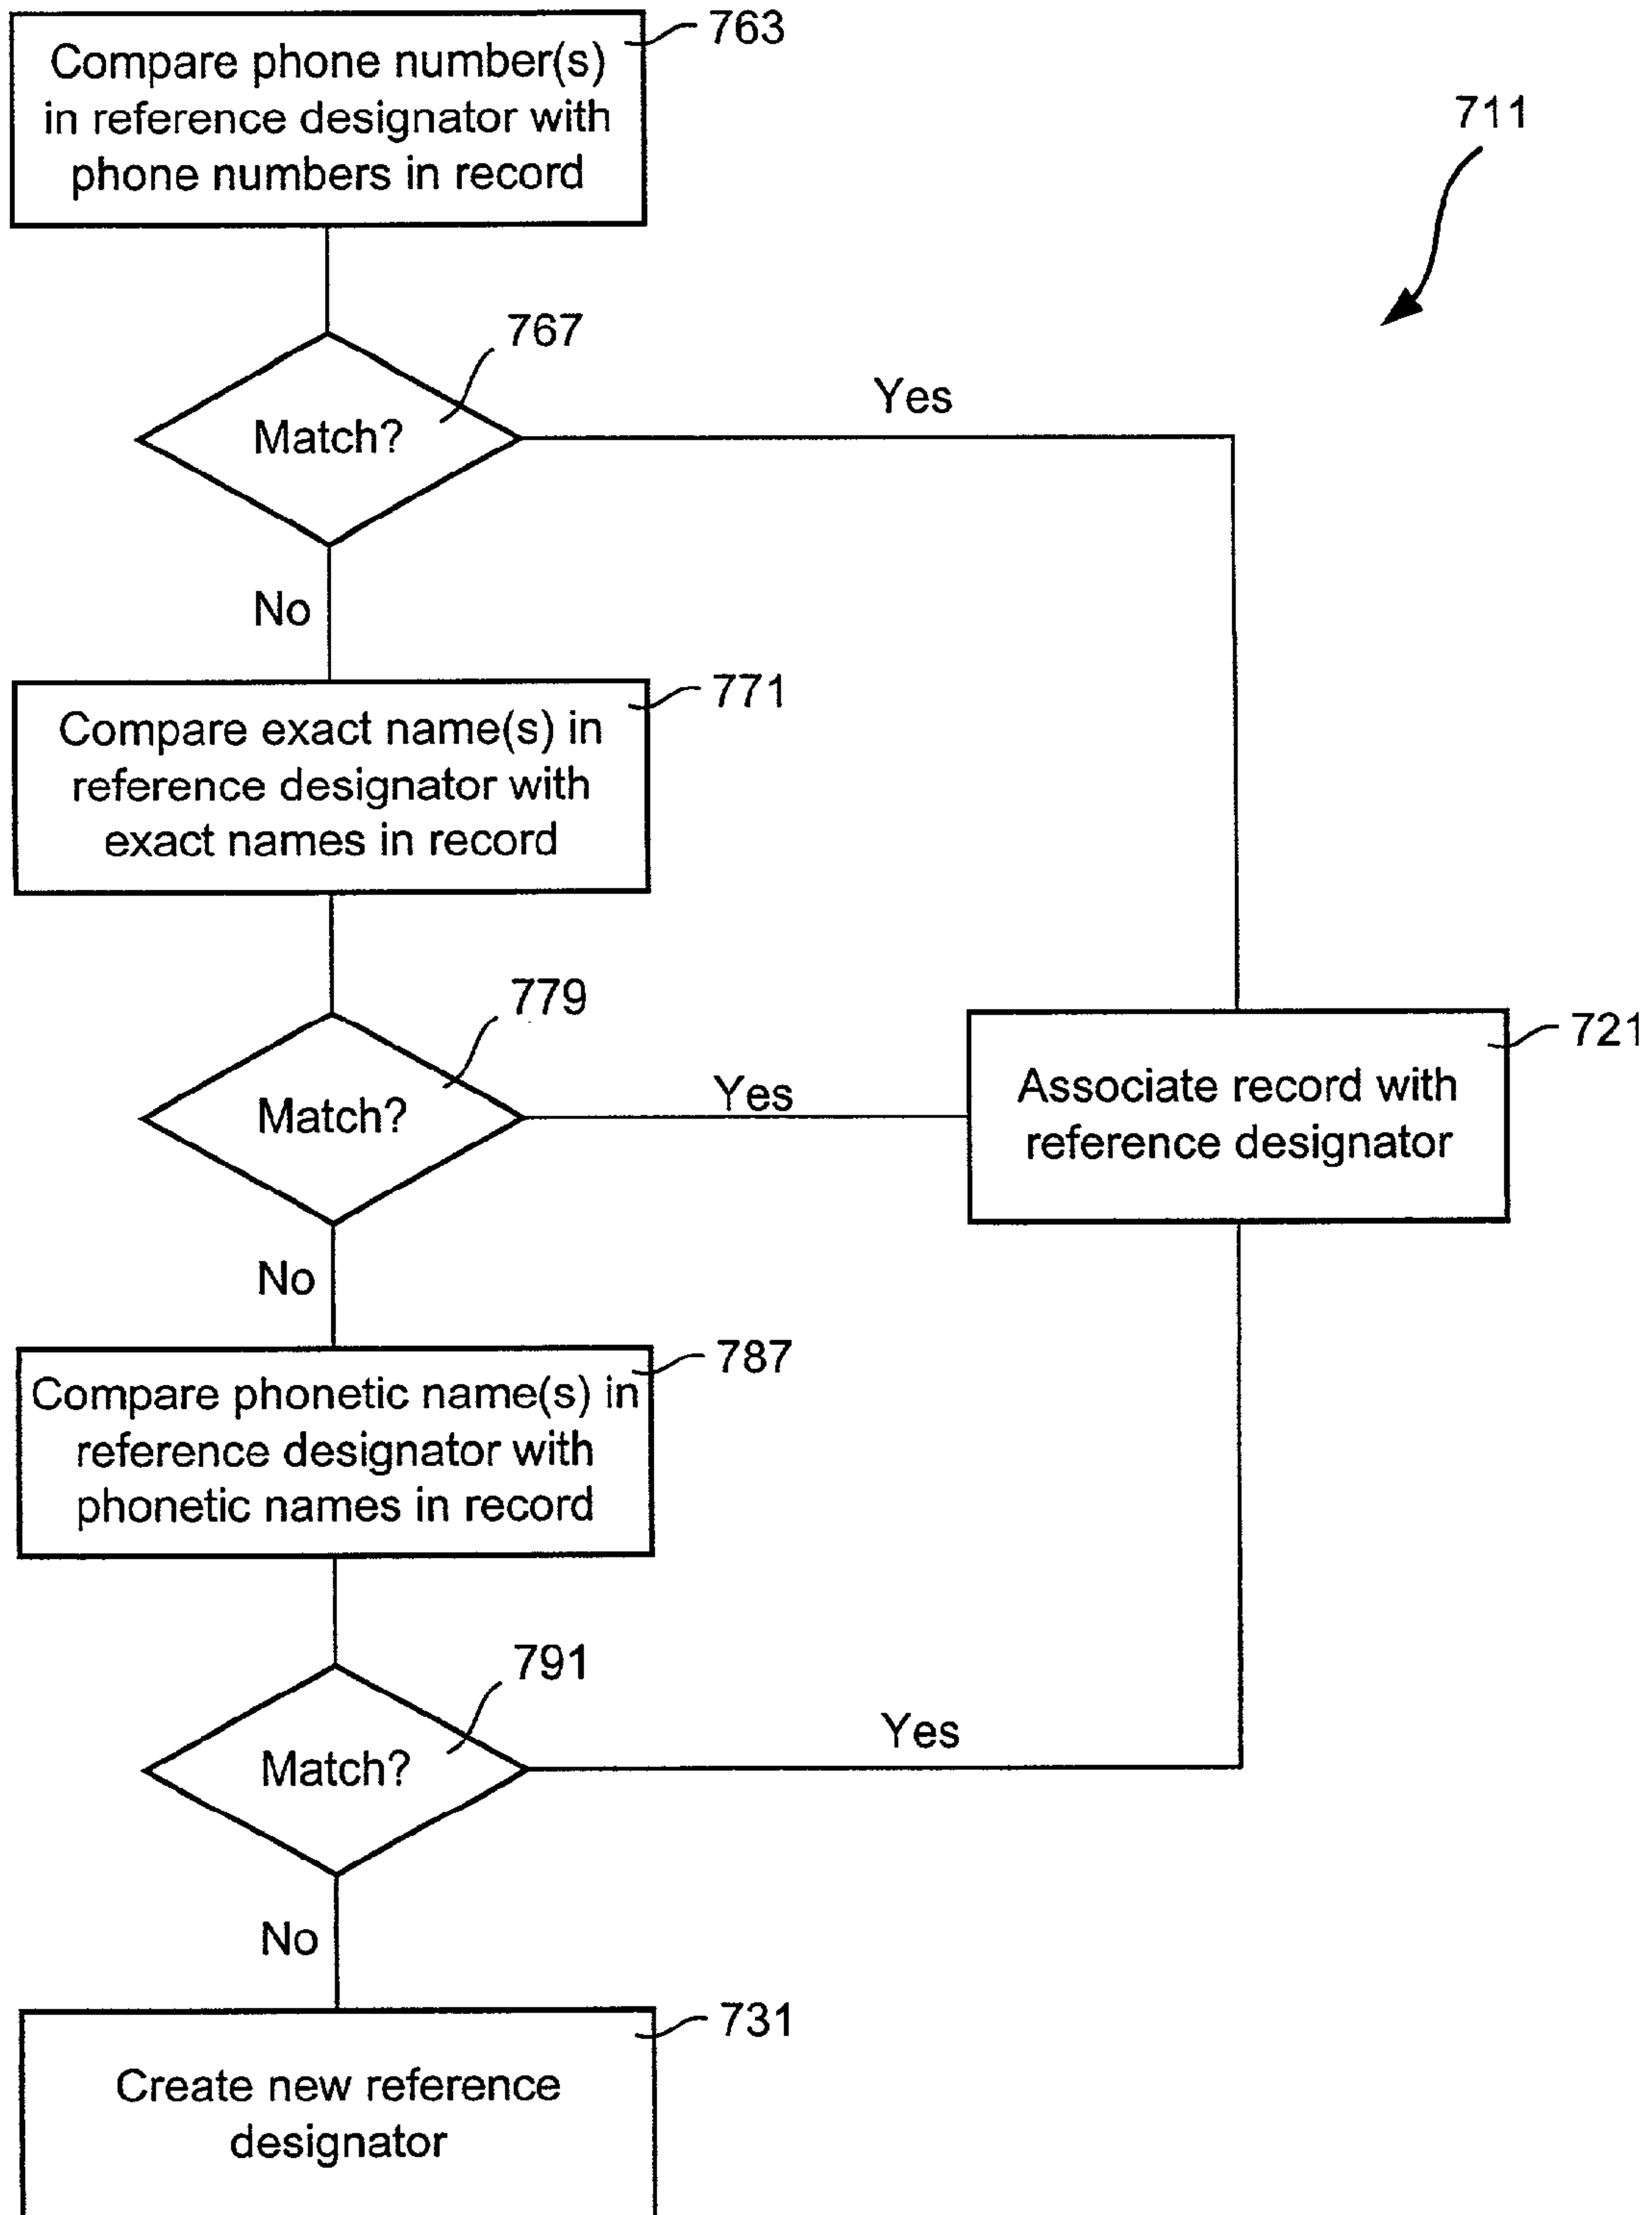 763
Compare phone number(s)
in reference designator with
phone numbers in record
711
767
Match?
Yes
No
771
Compare exact name(s) in
reference designator with
exact names in record
779
Match?
Yes
721
Associate record with
reference designator
No
787
Compare phonetic name(s) in
reference designator with
phonetic names in record
791
Match?
Yes
No
731
Create new reference
designator